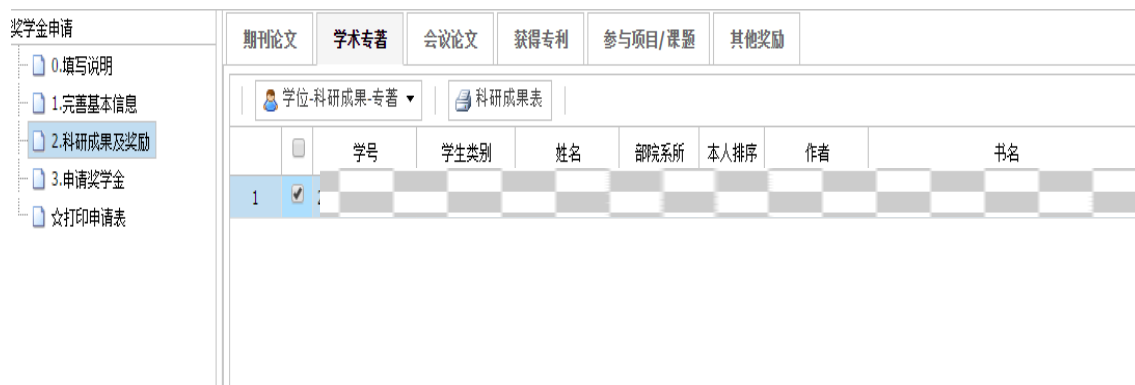 奖学金申请
0.填写说明
1.完善基本信息
2.科研成果及奖励
3.申请奖学金
☆打印申请表
期刊论文 学术专著 会议论文 获得专利 参与项目/课题 其他奖励
学位-科研成果-专著 科研成果表
学号 学生类别 姓名 部院系所 本人排序 作者 书名
1